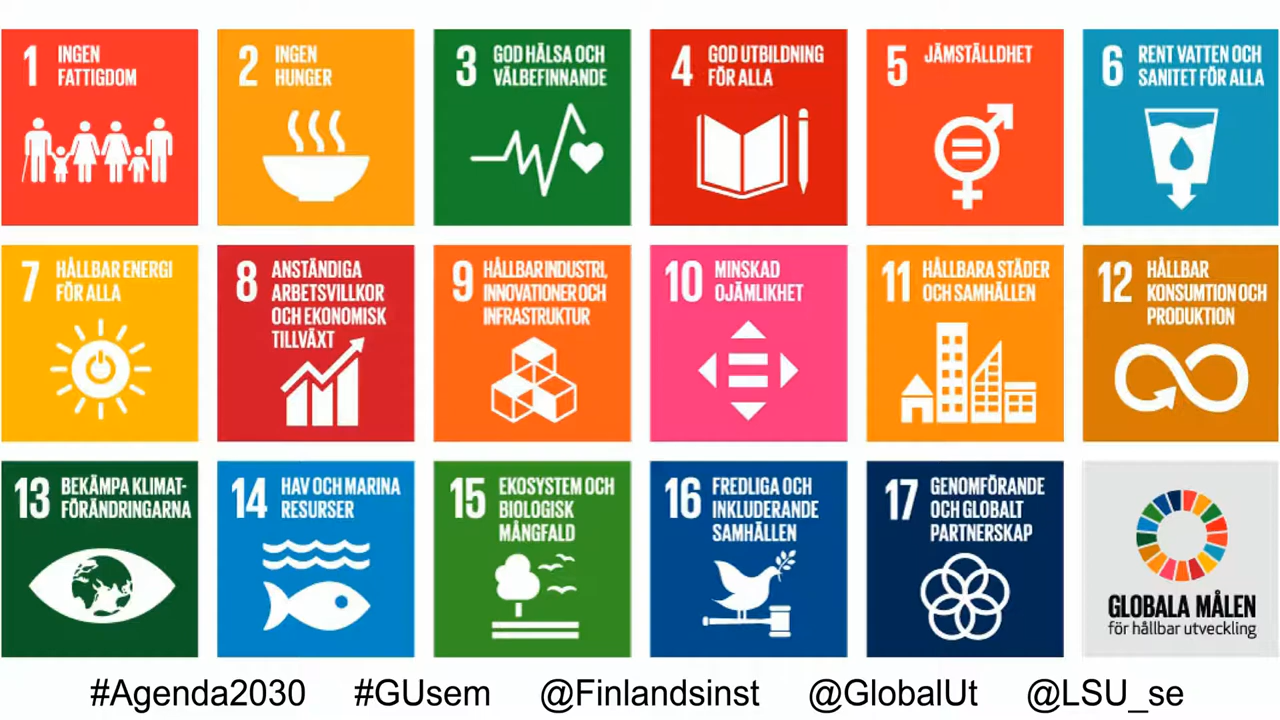 1 INGEN
FATTIGDOM
2 INGEN
HUNGER
3 GOD HÄLSA OCH
VÄLBEFINNANDE
4 GOD UTBILDNING
FÖR ALLA
5 JÄMSTÄLLDHET
6 RENT VATTEN OCH
SANITET FÖR ALLA
7 HÅLLBAR ENERGI
FÖR ALLA
8 ANSTÄNDIGA
ARBETSVILLKOR
OCH EKONOMISK
TILLVÄXT
9 HÅLLBAR INDUSTRI,
INNOVATIONER OCH
INFRASTRUKTUR
10 MINSKAD
OJÄMLIKHET
11 HÅLLBARA STÄDER
OCH SAMHÄLLEN
12 HÅLLBAR
KONSUMTION OCH
PRODUKTION
13 BEKÄMPA KLIMAT-
FÖRÄNDRINGARNA
14 HAV OCH MARINA
RESURSER
15 EKOSYSTEM OCH
BIOLOGISK
MÅNGFALD
16 FREDLIGA OCH
INKLUDERANDE
SAMHÄLLEN
17 GENOMFÖRANDE
OCH GLOBALT
PARTNERSKAP
GLOBALA MÅLEN
för hållbar utveckling
#Agenda2030 #GUsem @Finlandsinst @GlobalUt @LSU_se